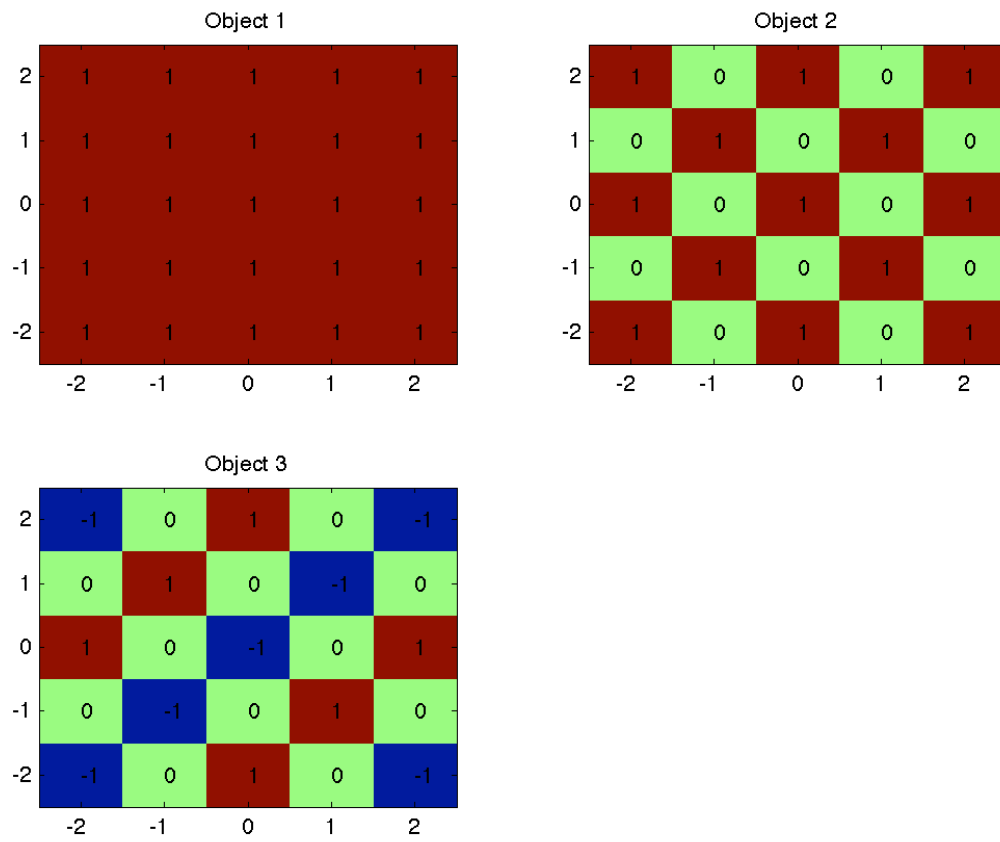 Object 1
2 1 1 1 1 1
1 1 1 1 1 1
0 1 1 1 1 1
-1 1 1 1 1 1
-2 1 1 1 1 1
-2 -1 0 1 2
Object 2
2 1 0 1 0 1
1 0 1 0 1 0
0 1 0 1 0 1
-1 0 1 0 1 0
-2 1 0 1 0 1
-2 -1 0 1 2
Object 3
2 -1 0 1 0 -1
1 0 1 0 -1 0
0 1 0 -1 0 1
-1 0 -1 0 1 0
-2 -1 0 1 0 -1
-2 -1 0 1 2